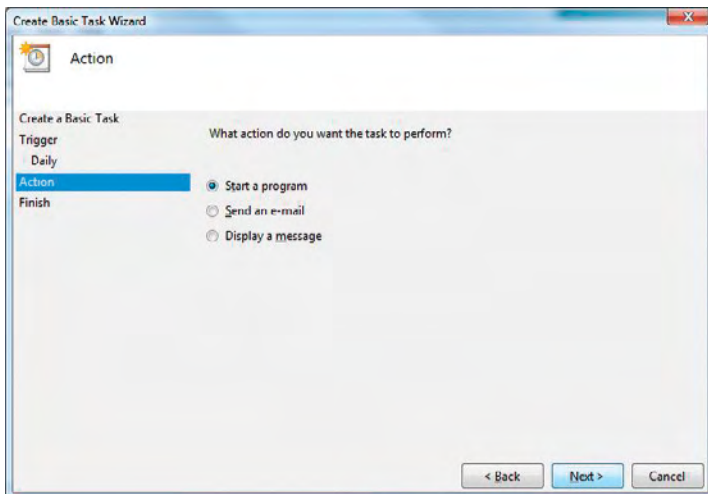 Create Basic Task Wizard
Action
Create a Basic Task
Trigger
Daily
Action
Finish
What action do you want the task to perform?
Start a program
Send an e-mail
Display a message
< Back
Next >
Cancel